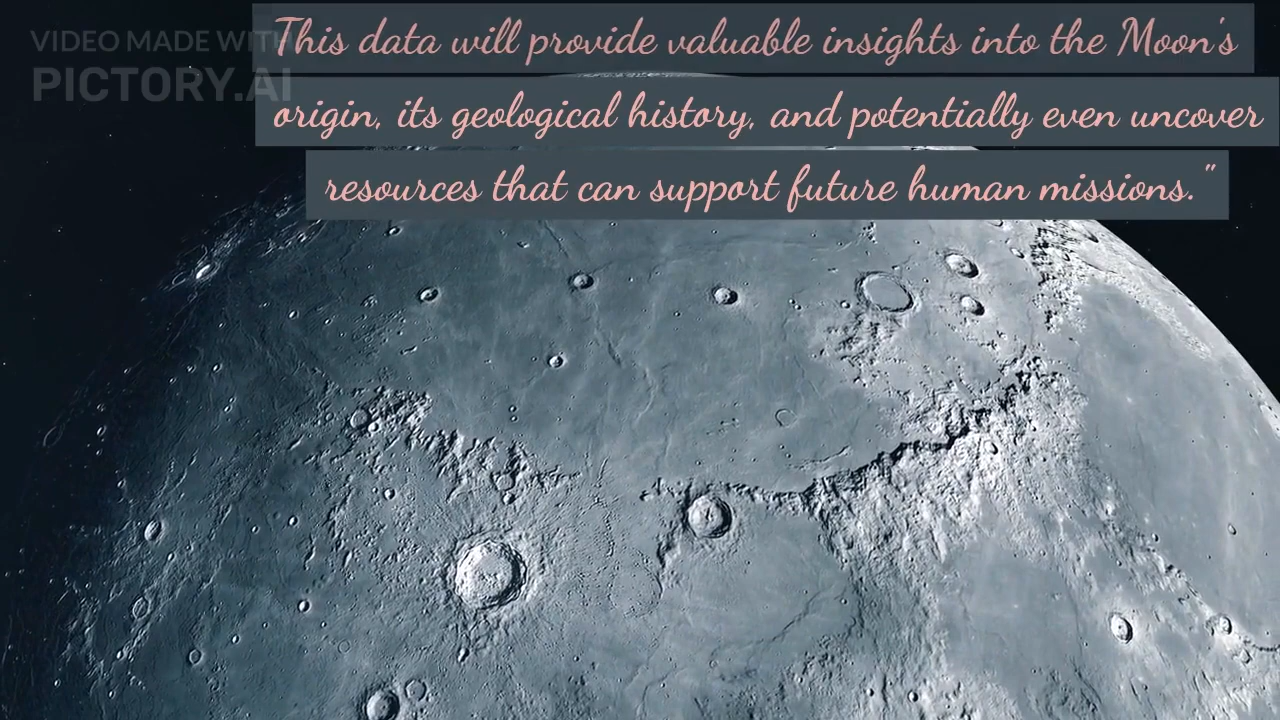 VIDEO MADE WITH
PICTORY.AI
This data will provide valuable insights into the Moon's
origin, its geological history, and potentially even uncover
resources that can support future human missions."